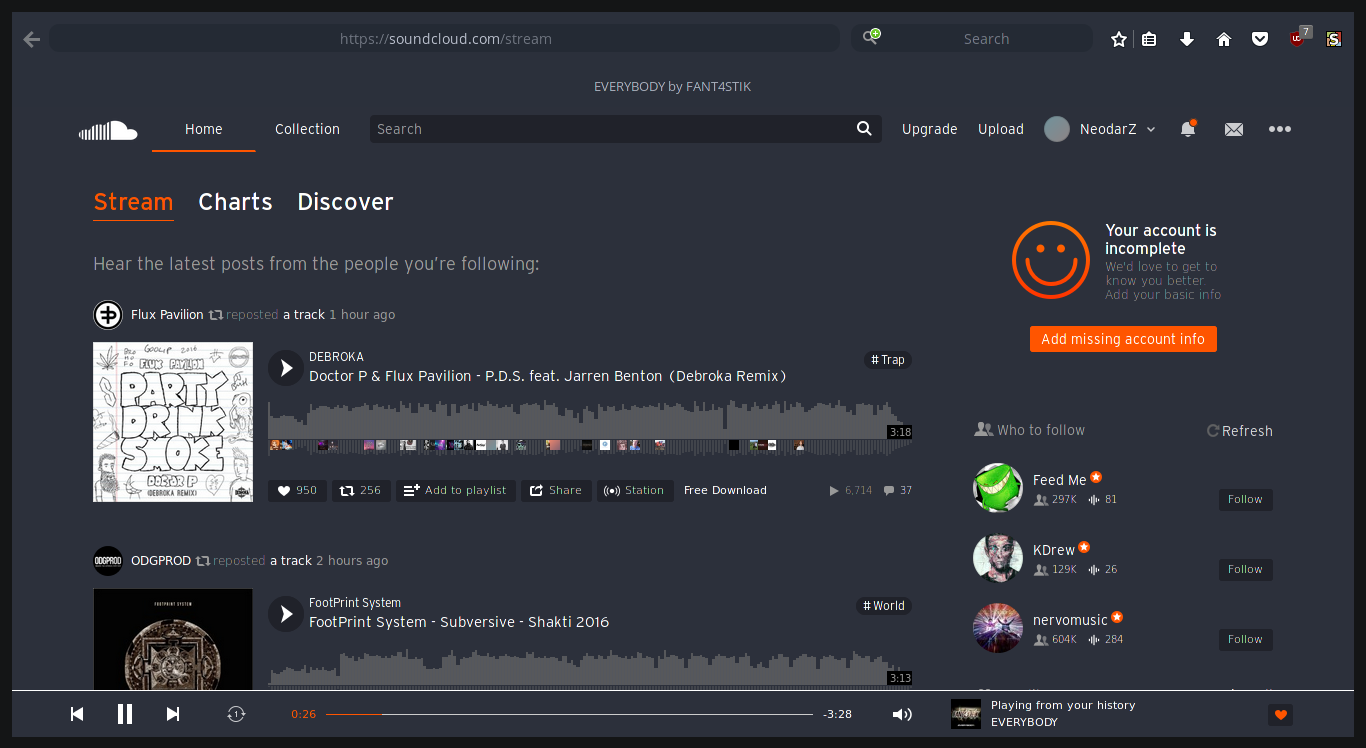 https://soundcloud.com/stream
Search
7
EVERYBODY by FANT4STIK
Home
Collection
Search
Upgrade
Upload
NeodarZ
Stream
Charts
Discover
Hear the latest posts from the people you're following:
Your account is
incomplete
We'd love to get to
know you better
Add your basic info
Add missing account info
Flux Pavilion reposted a track 1 hour ago
GOOLIP 2016
FLUX PAVILION
PARTY
DRINK
SMOKE
DOCTOR P
(DEBROKA REMIX)
DEBROKA
# Trap
Doctor P & Flux Pavilion - P.D.S. feat. Jarren Benton (Debroka Remix)
3:18
950
256
Add to playlist
Share
Station
Free Download
6,714
37
Who to follow
Refresh
Feed Me
297K
81
Follow
KDrew
129K
26
Follow
nervomusic
604K
284
Follow
ODGPROD
ODGPROD reposted a track 2 hours ago
FOOTPRINT SYSTEM
FootPrint System
# World
FootPrint System - Subversive - Shakti 2016
3:13
1
0:26
-3:28
Playing from your history
EVERYBODY